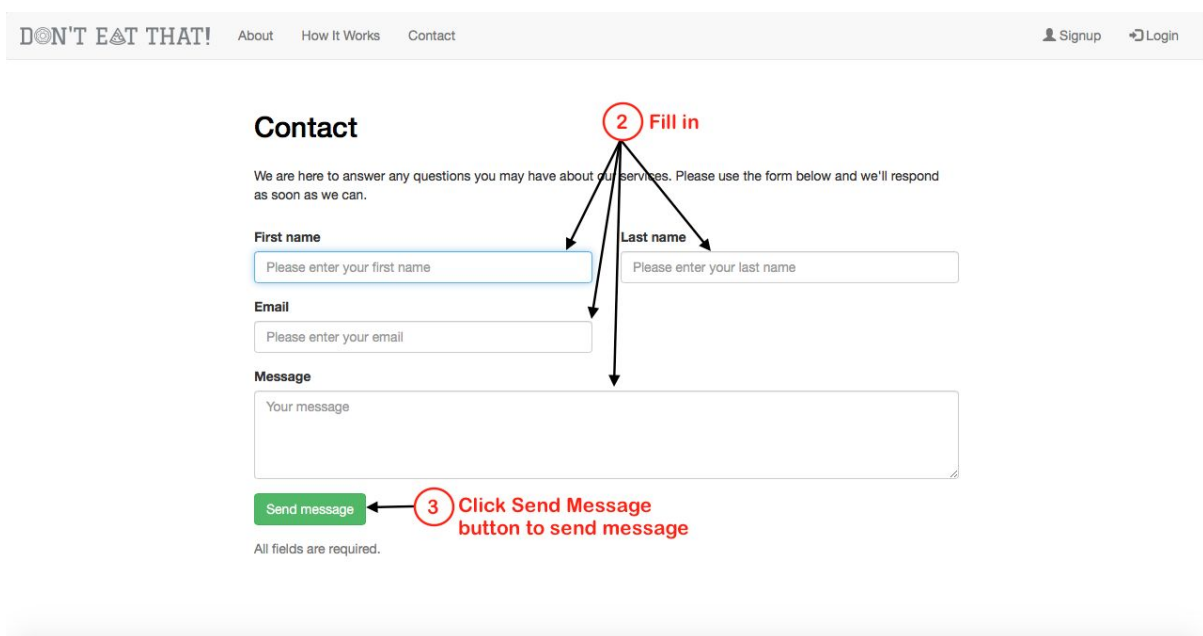 DON'T EAT THAT! About How It Works Contact Signup Login
Contact
2 Fill in
We are here to answer any questions you may have about our services. Please use the form below and we'll respond
as soon as we can.
First name Last name
Please enter your first name Please enter your last name
Email
Please enter your email
Message
Your message
Send message 3 Click Send Message
button to send message
All fields are required.